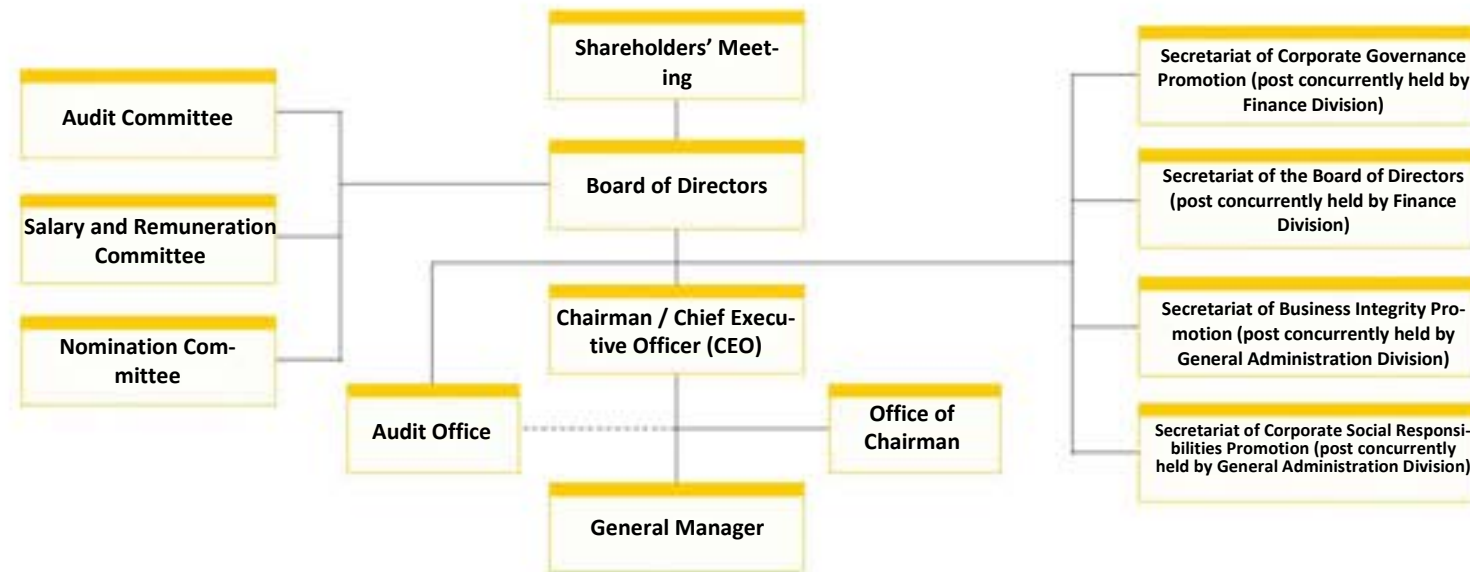 Shareholders’ Meet-
ing
Audit Committee
Board of Directors
Salary and Remuneration
Committee
Chairman / Chief Execu-
tive Officer (CEO)
Nomination Com-
mittee
Audit Office
Office of
Chairman
General Manager
Secretariat of Corporate Governance
Promotion (post concurrently held by
Finance Division)
Secretariat of the Board of Directors
(post concurrently held by Finance
Division)
Secretariat of Business Integrity Pro-
motion (post concurrently held by
General Administration Division)
Secretariat of Corporate Social Responsi-
bilities Promotion (post concurrently
held by General Administration Division)